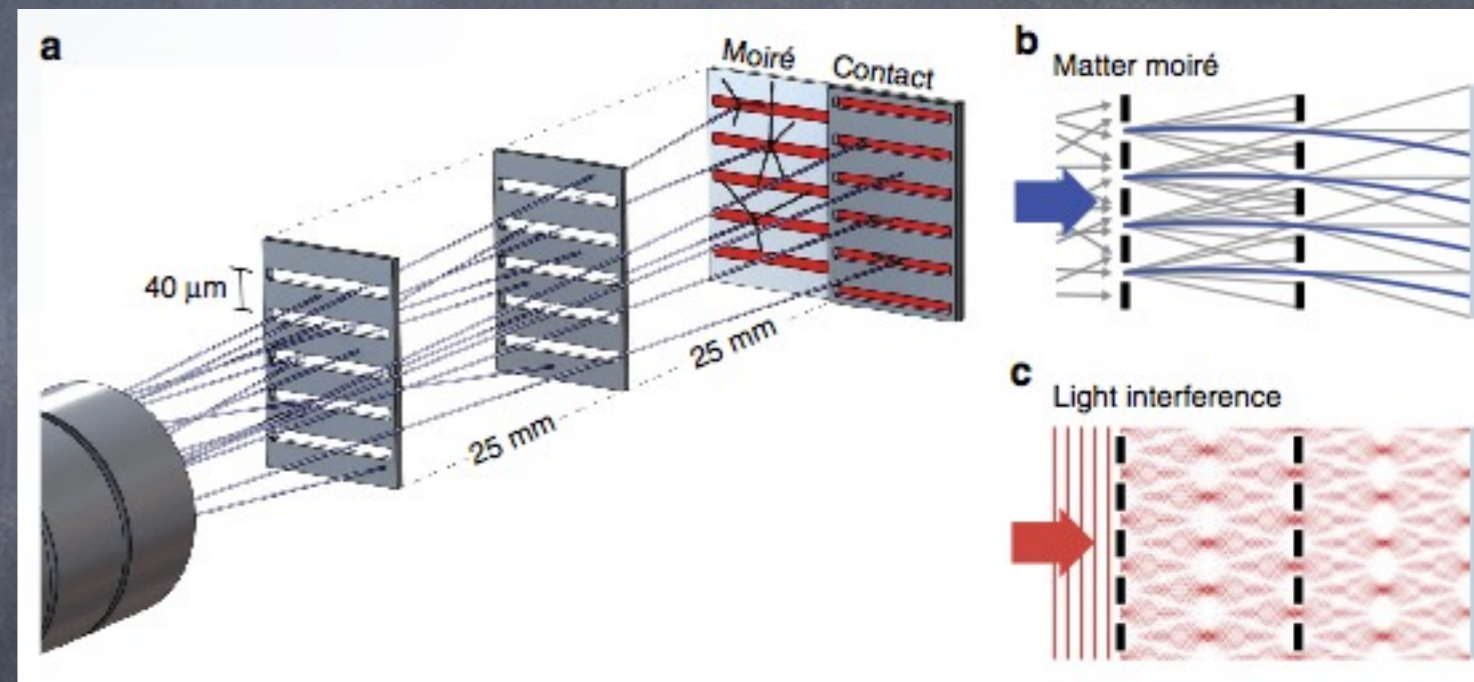 a
Moiré
Contact
40 μm
25 mm
25 mm
b
Matter moiré
c
Light interference